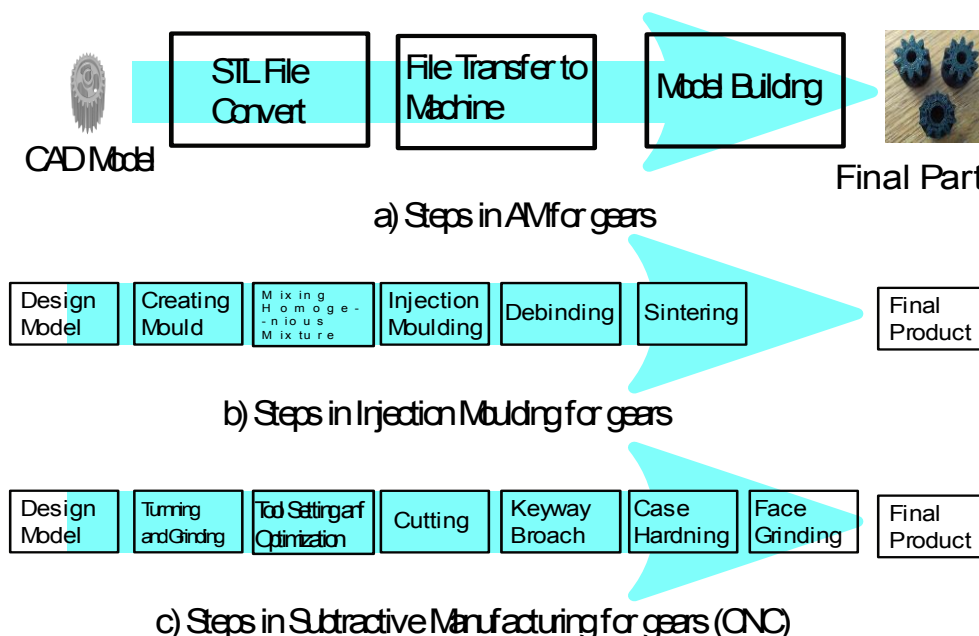 STL File
Convert
File Transfer to
Machine
Model Building
CAD Model
Final Part
a) Steps in AM for gears
Design
Model
Creating
Mould
Mixing
Homoge-
-nious
Mixture
Injection
Moulding
Debinding
Sintering
Final
Product
b) Steps in Injection Moulding for gears
Design
Model
Turnning
and Grinding
Tool Setting anf
Optimization
Cutting
Keyway
Broach
Case
Hardning
Face
Grinding
Final
Product
c) Steps in Subtractive Manufacturing for gears (CNC)